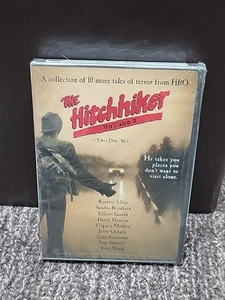 A collection of 10 more tales of terror from HBO.
THE
Hitchhiker
Volume 2
Two Disc Set
He takes you
places you
don't want to
visit alone.
Kirstie Alley
Sandra Bernhard
Elliott Gould
Harry Hamlin
Virginia Madsen
Jerry Orbach
Gene Simmons
Tom Skerritt
Fred Ward